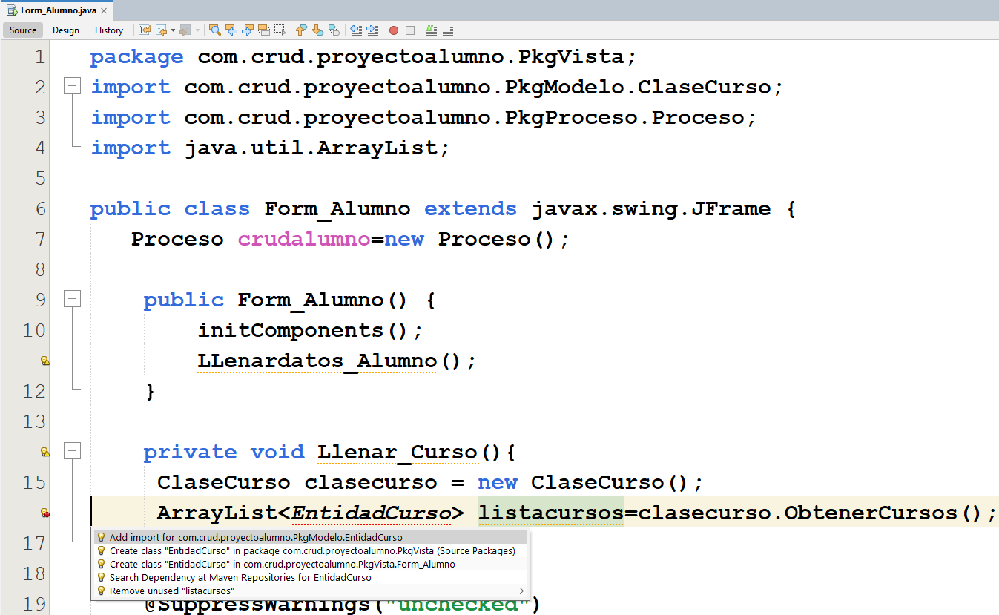 Form_Alumno.java
Source Design History
1 package com.crud.proyectoalumno.PkgVista;
2 import com.crud.proyectoalumno.PkgModelo.ClaseCurso;
3 import com.crud.proyectoalumno.PkgProceso.Proceso;
4 import java.util.ArrayList;
5
6 public class Form_Alumno extends javax.swing.JFrame {
7 Proceso crudalumno=new Proceso();
8
9 public Form_Alumno() {
10 initComponents();
LLenardatos_Alumno();
12 }
13
private void Llenar_Curso(){
15 ClaseCurso clasecurso = new ClaseCurso();
ArrayList<EntidadCurso> listacursos=clasecurso.ObtenerCursos();
Add import for com.crud.proyectoalumno.PkgModelo.EntidadCurso
17
Create class "EntidadCurso" in package com.crud.proyectoalumno.PkgVista (Source Packages)
Create class "EntidadCurso" in com.crud.proyectoalumno.PkgVista.Form_Alumno
18
Search Dependency at Maven Repositories for EntidadCurso
Remove unused "listacursos"
19 @SuppressWarnings("unchecked")